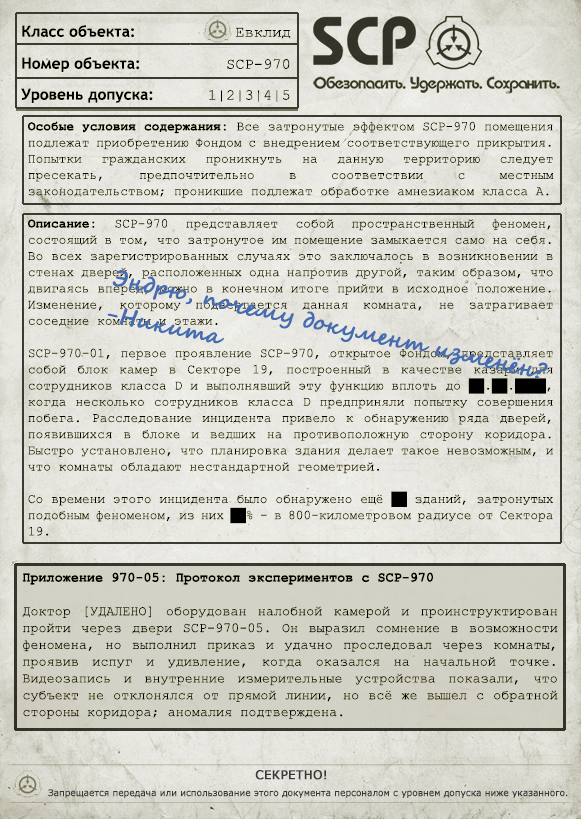 Класс объекта: Евклид
Номер объекта: SCP-970
Уровень допуска: 1|2|3|4|5
SCP
Обезопасить. Удержать. Сохранить.
Особые условия содержания: Все затронутые эффектом SCP-970 помещения
подлежат приобретению Фондом с внедрением соответствующего прикрытия.
Попытки гражданских проникнуть на данную территорию следует
пресекать, предпочтительно в соответствии с местным
законодательством; проникшие подлежат обработке амнезиаком класса А.
Описание: SCP-970 представляет собой пространственный феномен,
состоящий в том, что затронутое им помещение замыкается само на себя.
Во всех зарегистрированных случаях это заключалось в возникновении в
стенах дверей, расположенных одна напротив другой, таким образом, что
двигаясь вперёд, можно в конечном итоге прийти в исходное положение.
Изменение, которому подвергается данная комната, не затрагивает
соседние комнаты и этажи.
Эндрю, почему документ изменён?
-Никита
SCP-970-01, первое проявление SCP-970, открытое Фондом, представляет
собой блок камер в Секторе 19, построенный в качестве казарм для
сотрудников класса D и выполнявший эту функцию вплоть до ██.██.████,
когда несколько сотрудников класса D предприняли попытку совершения
побега. Расследование инцидента привело к обнаружению ряда дверей,
появившихся в блоке и ведших на противоположную сторону коридора.
Быстро установлено, что планировка здания делает такое невозможным, и
что комнаты обладают нестандартной геометрией.
Со времени этого инцидента было обнаружено ещё ██ зданий, затронутых
подобным феноменом, из них ██% - в 800-километровом радиусе от Сектора
19.
Приложение 970-05: Протокол экспериментов с SCP-970
Доктор [УДАЛЕНО] оборудован налобной камерой и проинструктирован
пройти через двери SCP-970-05. Он выразил сомнение в возможности
феномена, но выполнил приказ и удачно проследовал через комнаты,
проявив испуг и удивление, когда оказался на начальной точке.
Видеозапись и внутренние измерительные устройства показали, что
субъект не отклонялся от прямой линии, но всё же вышел с обратной
стороны коридора; аномалия подтверждена.
СЕКРЕТНО!
Запрещается передача или использование этого документа персоналом с уровнем допуска ниже указанного.